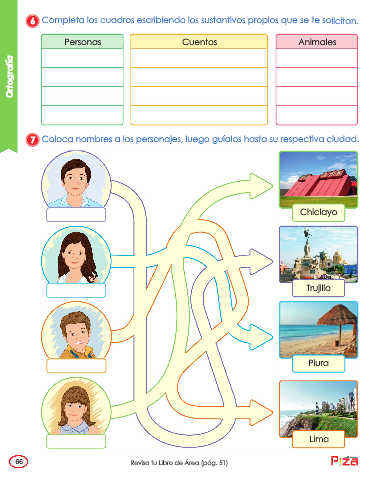 Ortografía
6 Completa los cuadros escribiendo los sustantivos propios que se te solicitan.
Personas Cuentos Animales
7 Coloca nombres a los personajes, luego guíalos hasta su respectiva ciudad.
Chiclayo
Trujillo
Piura
Lima
66
Revisa tu Libro de Área (pág. 51)